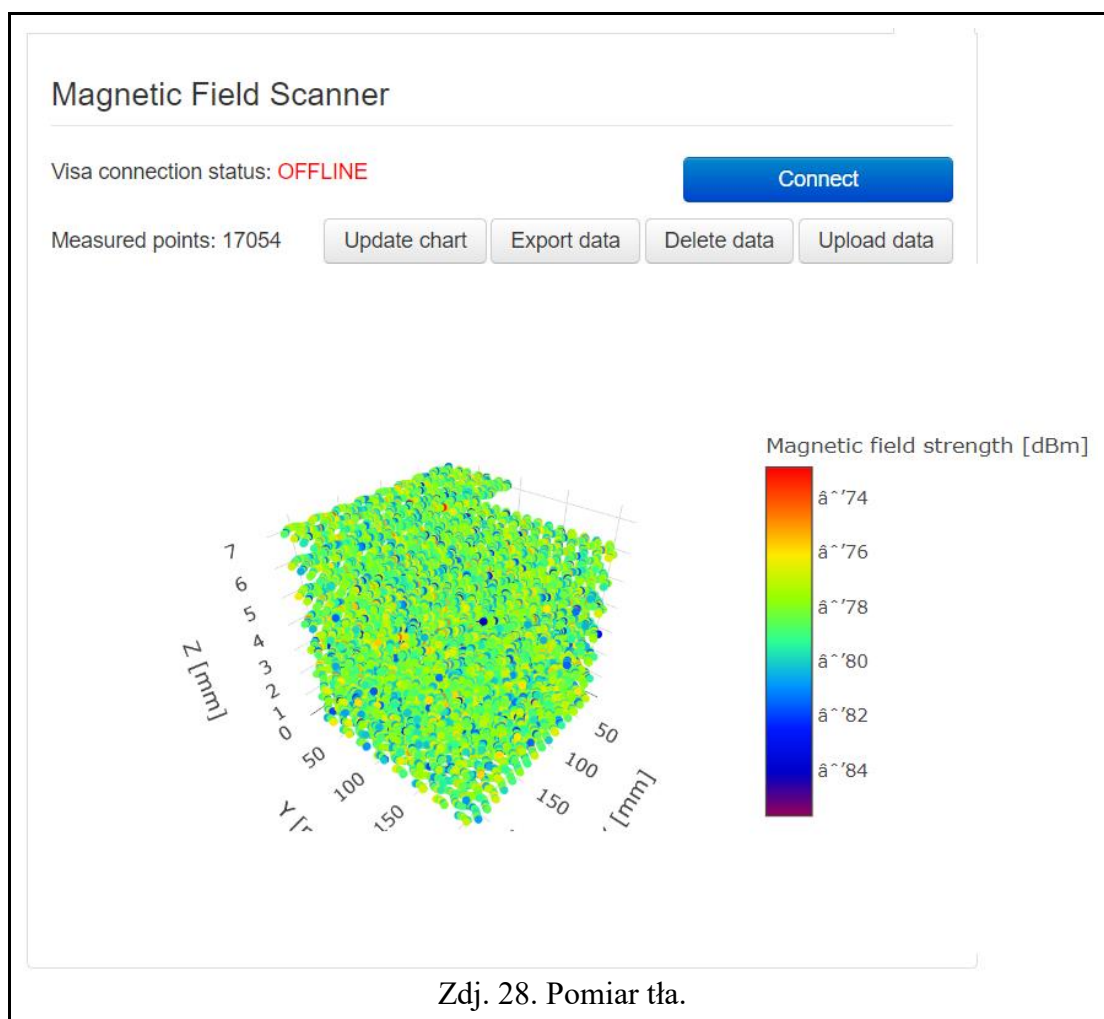 Magnetic Field Scanner
Visa connection status: OFFLINE
Connect
Measured points: 17054
Update chart
Export data
Delete data
Upload data
Magnetic field strength [dBm]
âˆ’74
âˆ’76
âˆ’78
âˆ’80
âˆ’82
âˆ’84
7
6
5
4
3
2
1
0
Z [mm]
50
100
150
Y [
50
100
150
[mm]
Zdj. 28. Pomiar tła.